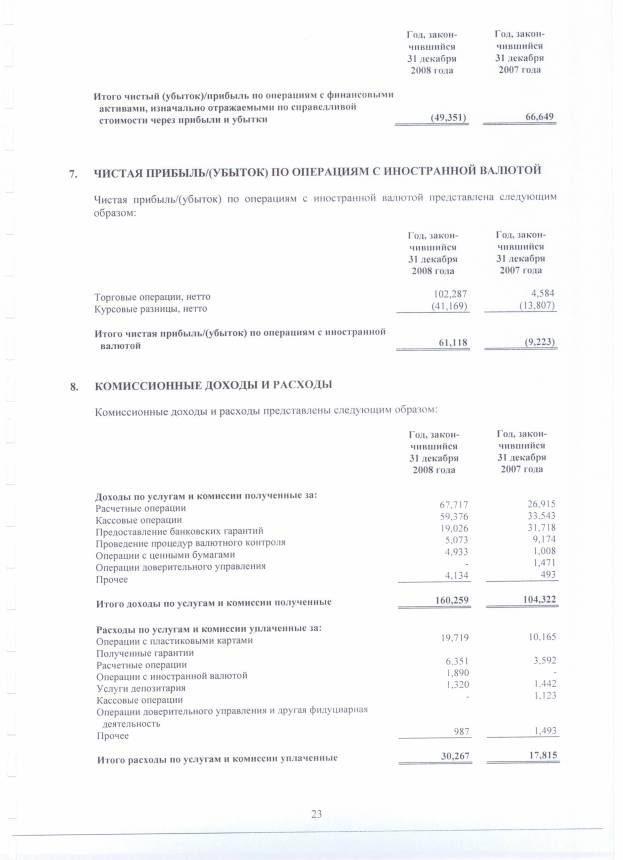 Год, закон- Год, закон-
чившийся чившийся
31 декабря 31 декабря
2008 года 2007 года
Итого чистый (убыток)/прибыль по операциям с финансовыми
активами, изначально отражаемыми по справедливой
стоимости через прибыли и убытки (49,351) 66,649
7. ЧИСТАЯ ПРИБЫЛЬ/(УБЫТОК) ПО ОПЕРАЦИЯМ С ИНОСТРАННОЙ ВАЛЮТОЙ
Чистая прибыль/(убыток) по операциям с иностранной валютой представлена следующим
образом:
Год, закон- Год, закон-
чившийся чившийся
31 декабря 31 декабря
2008 года 2007 года
Торговые операции, нетто 102,287 4,584
Курсовые разницы, нетто (41,169) (13,807)
Итого чистая прибыль/(убыток) по операциям с иностранной
валютой 61,118 (9,223)
8. КОМИССИОННЫЕ ДОХОДЫ И РАСХОДЫ
Комиссионные доходы и расходы представлены следующим образом:
Год, закон- Год, закон-
чившийся чившийся
31 декабря 31 декабря
2008 года 2007 года
Доходы по услугам и комиссии полученные за:
Расчетные операции 67,717 26,915
Кассовые операции 59,376 33,543
Предоставление банковских гарантий 19,026 31,718
Проведение процедур валютного контроля 5,073 9,174
Операции с ценными бумагами 4,933 1,008
Операции доверительного управления - 1,471
Прочее 4,134 493
Итого доходы по услугам и комиссии полученные 160,259 104,322
Расходы по услугам и комиссии уплаченные за:
Операции с пластиковыми картами 19,719 10,165
Полученные гарантии
Расчетные операции 6,351 3,592
Операции с иностранной валютой 1,890 -
Услуги депозитария 1,320 1,442
Кассовые операции - 1,123
Операции доверительного управления и другая фидуциарная
деятельность
Прочее 987 1,493
Итого расходы по услугам и комиссии уплаченные 30,267 17,815
23